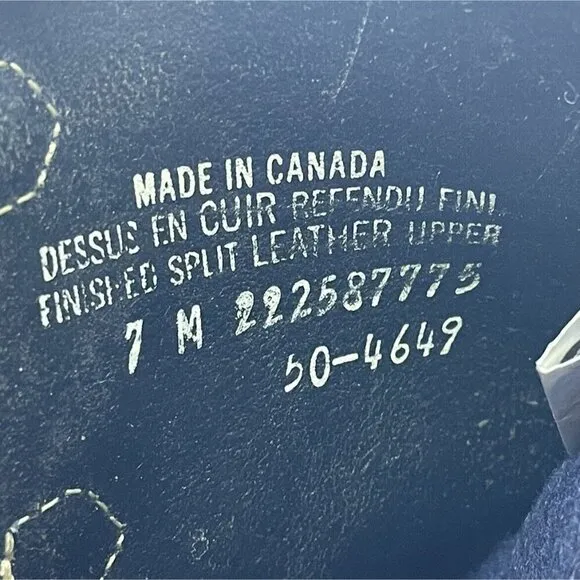 MADE IN CANADA
DESSUS EN CUIR REFENDU FINI
FINISHED SPLIT LEATHER UPPER
7 M 222587775
50-4649